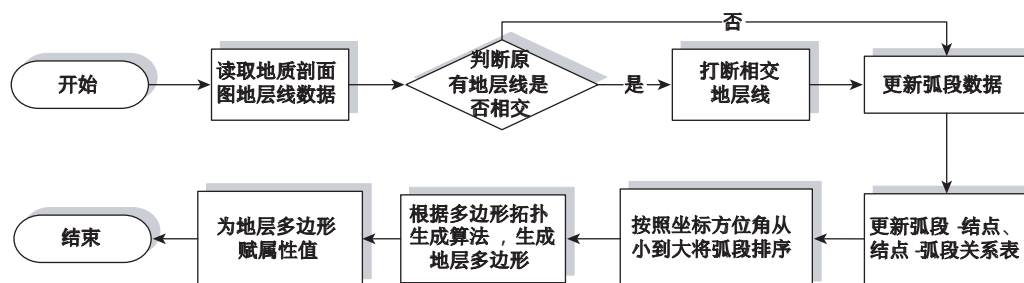 否
开始
读取地质剖面
图地层线数据
判断原
有地层线是
否相交
是
打断相交
地层线
更新弧段数据
更新弧段-结点、
结点-弧段关系表
按照坐标方位角从
小到大将弧段排序
根据多边形拓扑
生成算法，生成
地层多边形
为地层多边形
赋属性值
结束